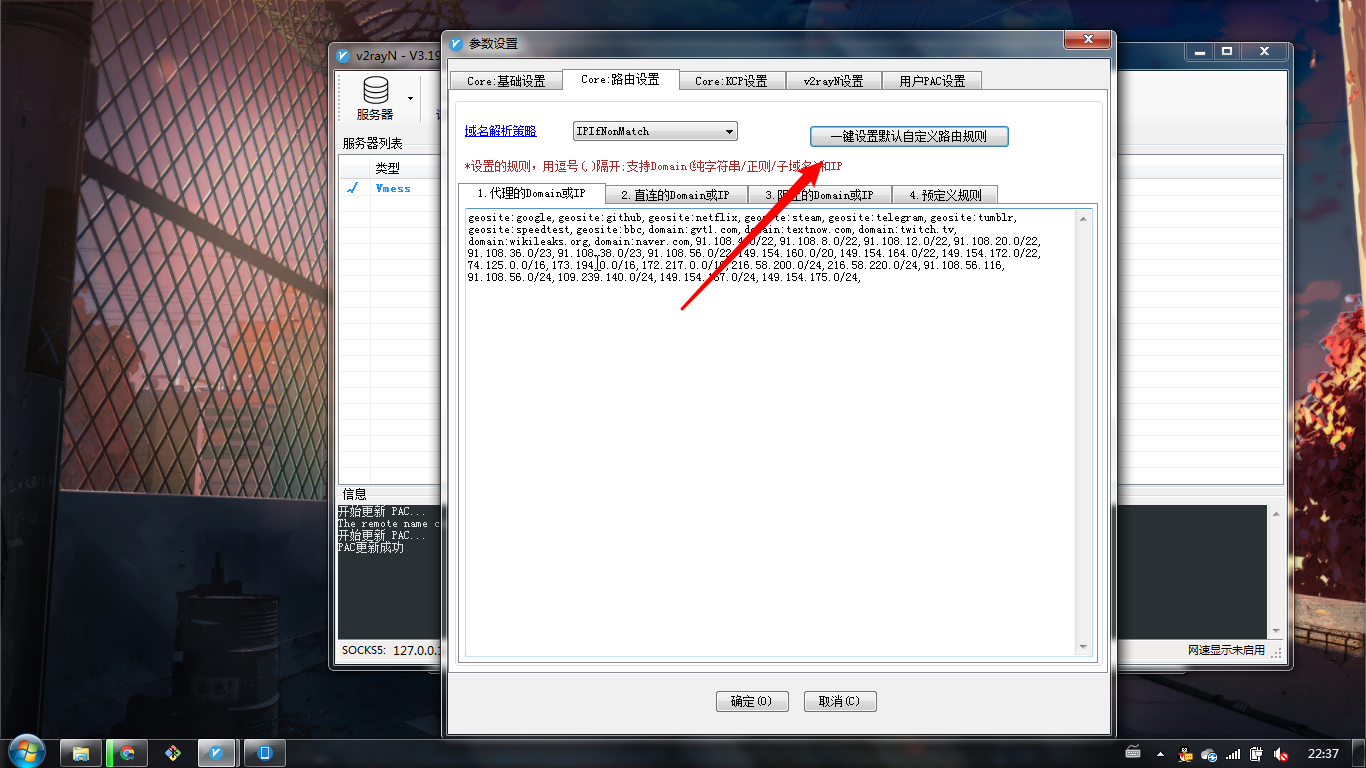 v2rayN - V3.19
参数设置
服务器
服务器列表
类型
Vmess
Core:基础设置
Core:路由设置
Core:KCP设置
v2rayN设置
用户PAC设置
域名解析策略
IPIfNonMatch
一键设置默认自定义路由规则
*设置的规则，用逗号(,)隔开;支持Domain(纯字符串/正则/子域名)和IP
1.代理的Domain或IP
2.直连的Domain或IP
3.阻止的Domain或IP
4.预定义规则
geosite:google,geosite:github,geosite:netflix,geosite:steam,geosite:telegram,geosite:tumblr,
geosite:speedtest,geosite:bbc,domain:gvt1.com,domain:textnow.com,domain:twitch.tv,
domain:wikileaks.org,domain:naver.com,91.108.4.0/22,91.108.8.0/22,91.108.12.0/22,91.108.20.0/22,
91.108.36.0/23,91.108.38.0/23,91.108.56.0/22,149.154.160.0/20,149.154.164.0/22,149.154.172.0/22,
74.125.0.0/16,173.194.0.0/16,172.217.0.0/16,216.58.200.0/24,216.58.220.0/24,91.108.56.116,
91.108.56.0/24,109.239.140.0/24,149.154.167.0/24,149.154.175.0/24,
信息
开始更新 PAC...
The remote name c
开始更新 PAC...
PAC更新成功
SOCKS5: 127.0.0.1
网速显示未启用
确定(O)
取消(C)
22:37